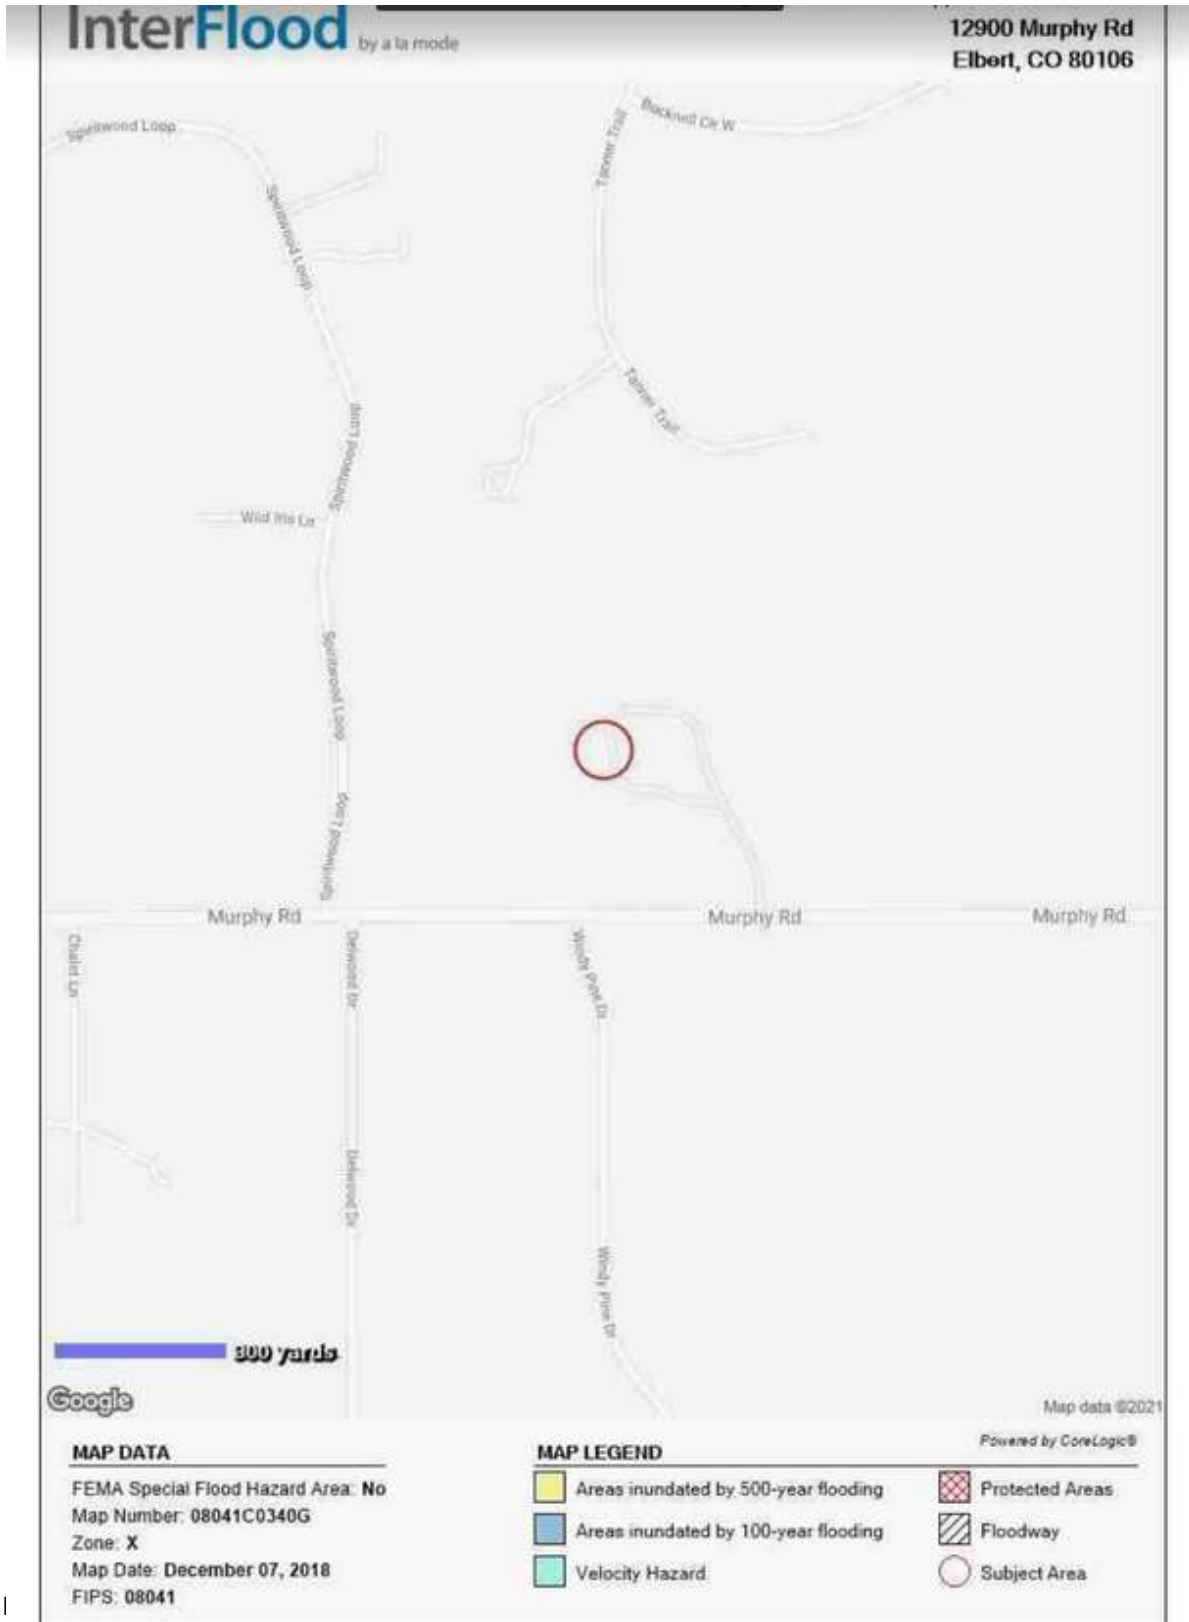 InterFlood by a la mode
12900 Murphy Rd
Elbert, CO 80106
Spiritwood Loop
Bucknell Cir W
Tanner Trail
Spiritwood Loop
Tanner Trail
Spiritwood Loop
Wild Iris Ln
Spiritwood Loop
Spiritwood Loop
Murphy Rd
Murphy Rd
Murphy Rd
Chalet Ln
Delwood Dr
Windy Pine Dr
Delwood Dr
Windy Pine Dr
300 yards
Google
Map data ©2021
Powered by CoreLogic®
MAP DATA
FEMA Special Flood Hazard Area: No
Map Number: 08041C0340G
Zone: X
Map Date: December 07, 2018
FIPS: 08041
MAP LEGEND
Areas inundated by 500-year flooding
Areas inundated by 100-year flooding
Velocity Hazard
Protected Areas
Floodway
Subject Area